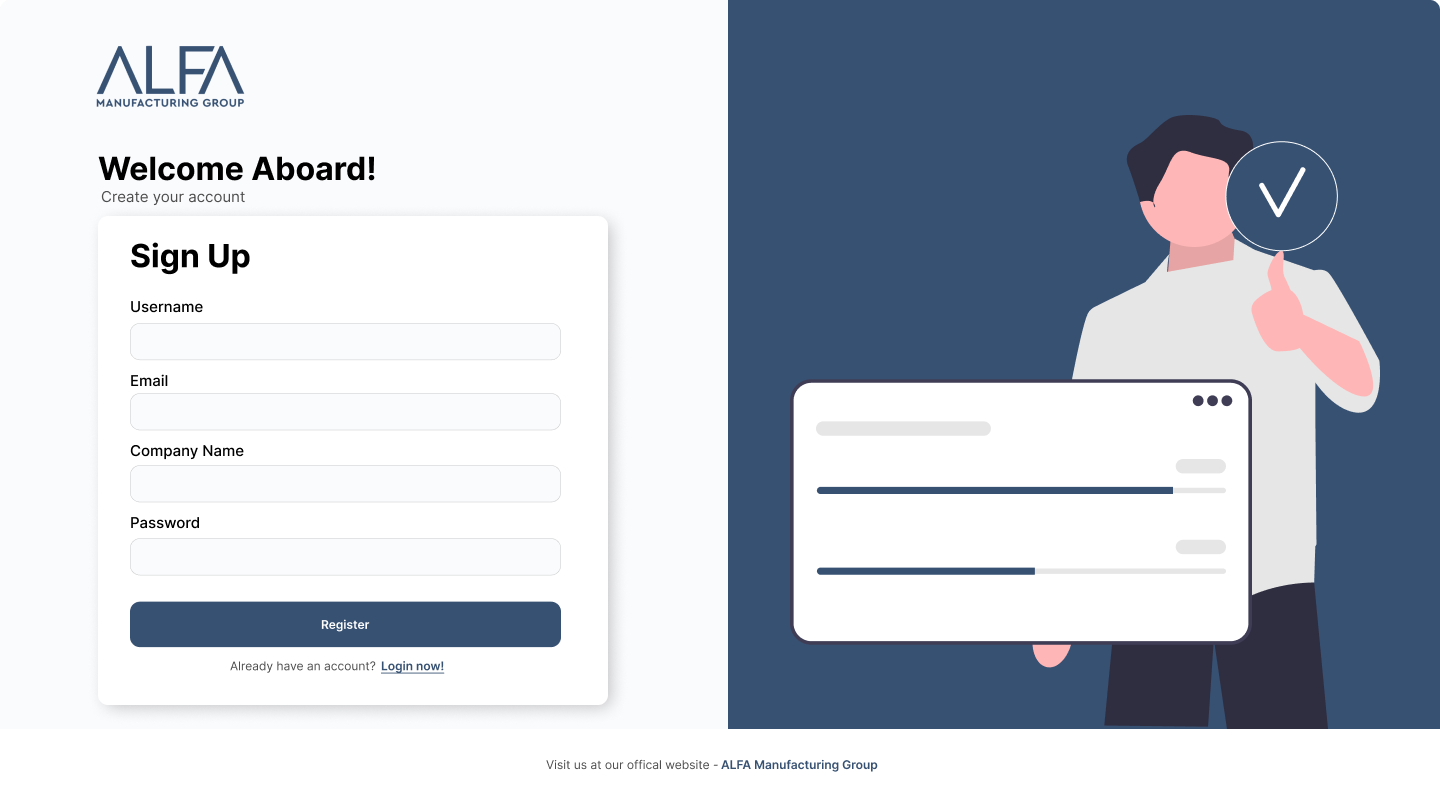 ALFA
MANUFACTURING GROUP
Welcome Aboard!
Create your account
Sign Up
Username
Email
Company Name
Password
Register
Already have an account? Login now!
Visit us at our offical website - ALFA Manufacturing Group